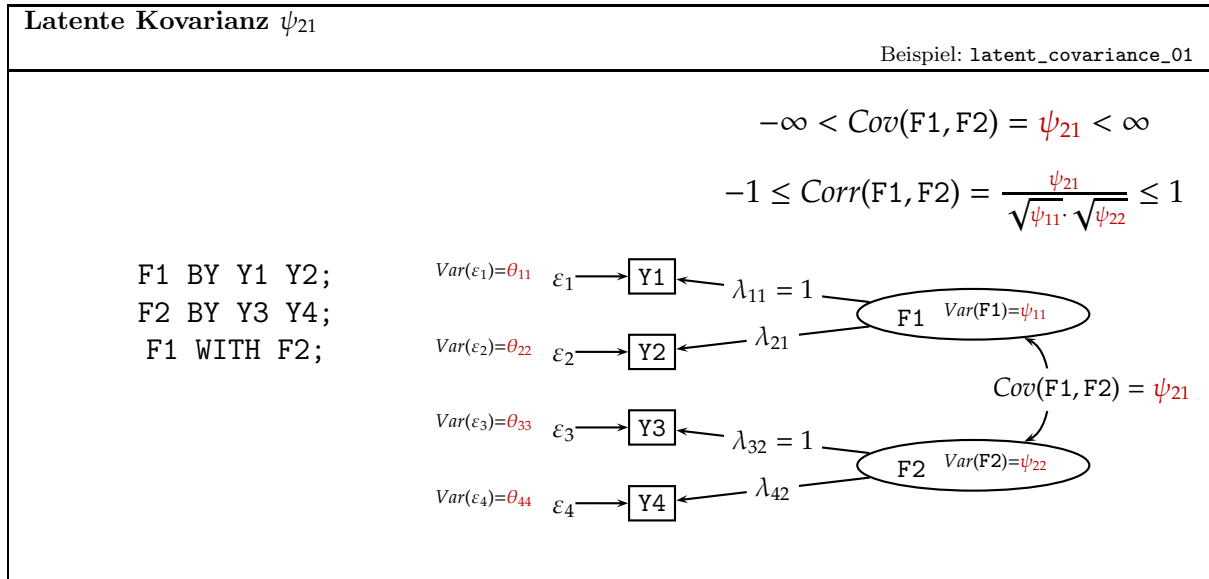 Latente Kovarianz ψ₂₁
Beispiel: latent_covariance_01
−∞ < Cov(F1, F2) = ψ₂₁ < ∞
−1 ≤ Corr(F1, F2) = ψ₂₁ / (√ψ₁₁ · √ψ₂₂) ≤ 1
F1 BY Y1 Y2;
F2 BY Y3 Y4;
F1 WITH F2;
Var(ε₁)=θ₁₁ ε₁ Y1 λ₁₁ = 1
F1 Var(F1)=ψ₁₁
Var(ε₂)=θ₂₂ ε₂ Y2 λ₂₁
Cov(F1, F2) = ψ₂₁
Var(ε₃)=θ₃₃ ε₃ Y3 λ₃₂ = 1
F2 Var(F2)=ψ₂₂
Var(ε₄)=θ₄₄ ε₄ Y4 λ₄₂